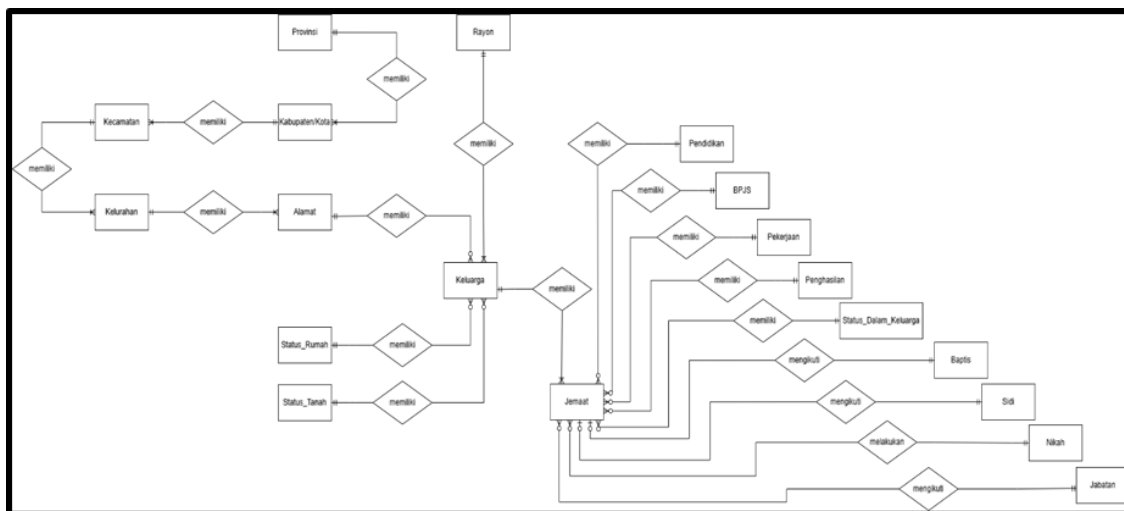 Provinsi
Rayon
memiliki
Kecamatan
memiliki
Kabupaten/Kota
memiliki
memiliki
Pendidikan
memiliki
memiliki
BPJS
Kelurahan
memiliki
Alamat
memiliki
memiliki
Pekerjaan
Keluarga
memiliki
memiliki
Penghasilan
memiliki
Status_Dalam_Keluarga
Status_Rumah
memiliki
mengikuti
Baptis
Status_Tanah
memiliki
Jemaat
mengikuti
Sidi
melakukan
Nikah
mengikuti
Jabatan